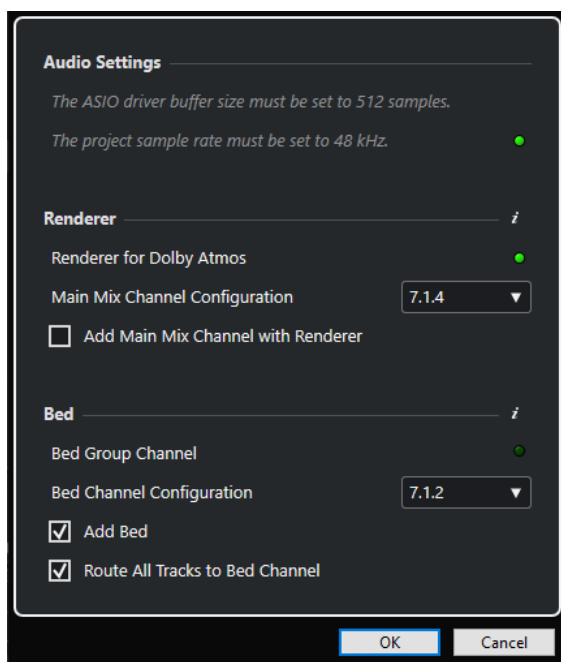 Audio Settings
The ASIO driver buffer size must be set to 512 samples.
The project sample rate must be set to 48 kHz.
Renderer i
Renderer for Dolby Atmos
Main Mix Channel Configuration 7.1.4
Add Main Mix Channel with Renderer
Bed i
Bed Group Channel
Bed Channel Configuration 7.1.2
Add Bed
Route All Tracks to Bed Channel
OK Cancel